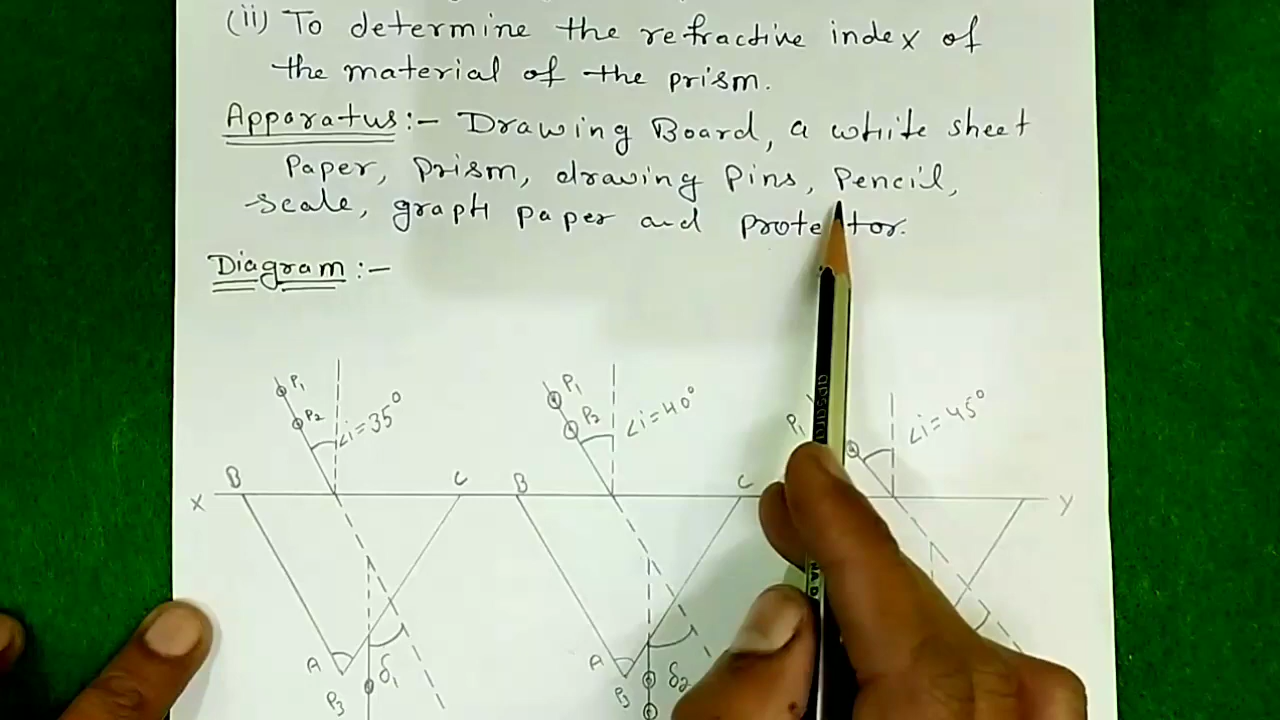 (ii) To determine the refractive index of
the material of the prism.
Apparatus:- Drawing Board, a white sheet
Paper, Prism, drawing Pins, Pencil,
scale, graph paper and
Diagram:-
P1
P2
∠i=35°
P1
P2
∠i=40°
P1
∠i=45°
X
B
C
B
C
Y
A
P3
δ1
A
P3
δ2
apsara